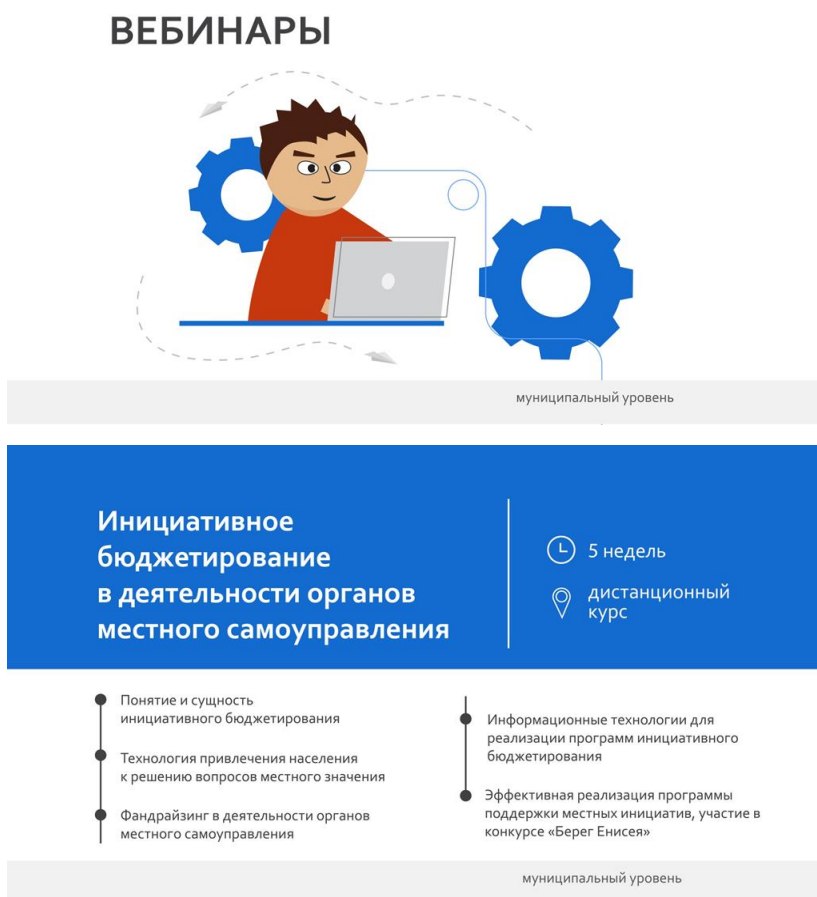 ВЕБИНАРЫ
муниципальный уровень
Инициативное
бюджетирование
в деятельности органов
местного самоуправления
5 недель
дистанционный
курс
Понятие и сущность
инициативного бюджетирования
Технология привлечения населения
к решению вопросов местного значения
Фандрайзинг в деятельности органов
местного самоуправления
Информационные технологии для
реализации программ инициативного
бюджетирования
Эффективная реализация программы
поддержки местных инициатив, участие в
конкурсе «Берег Енисея»
муниципальный уровень